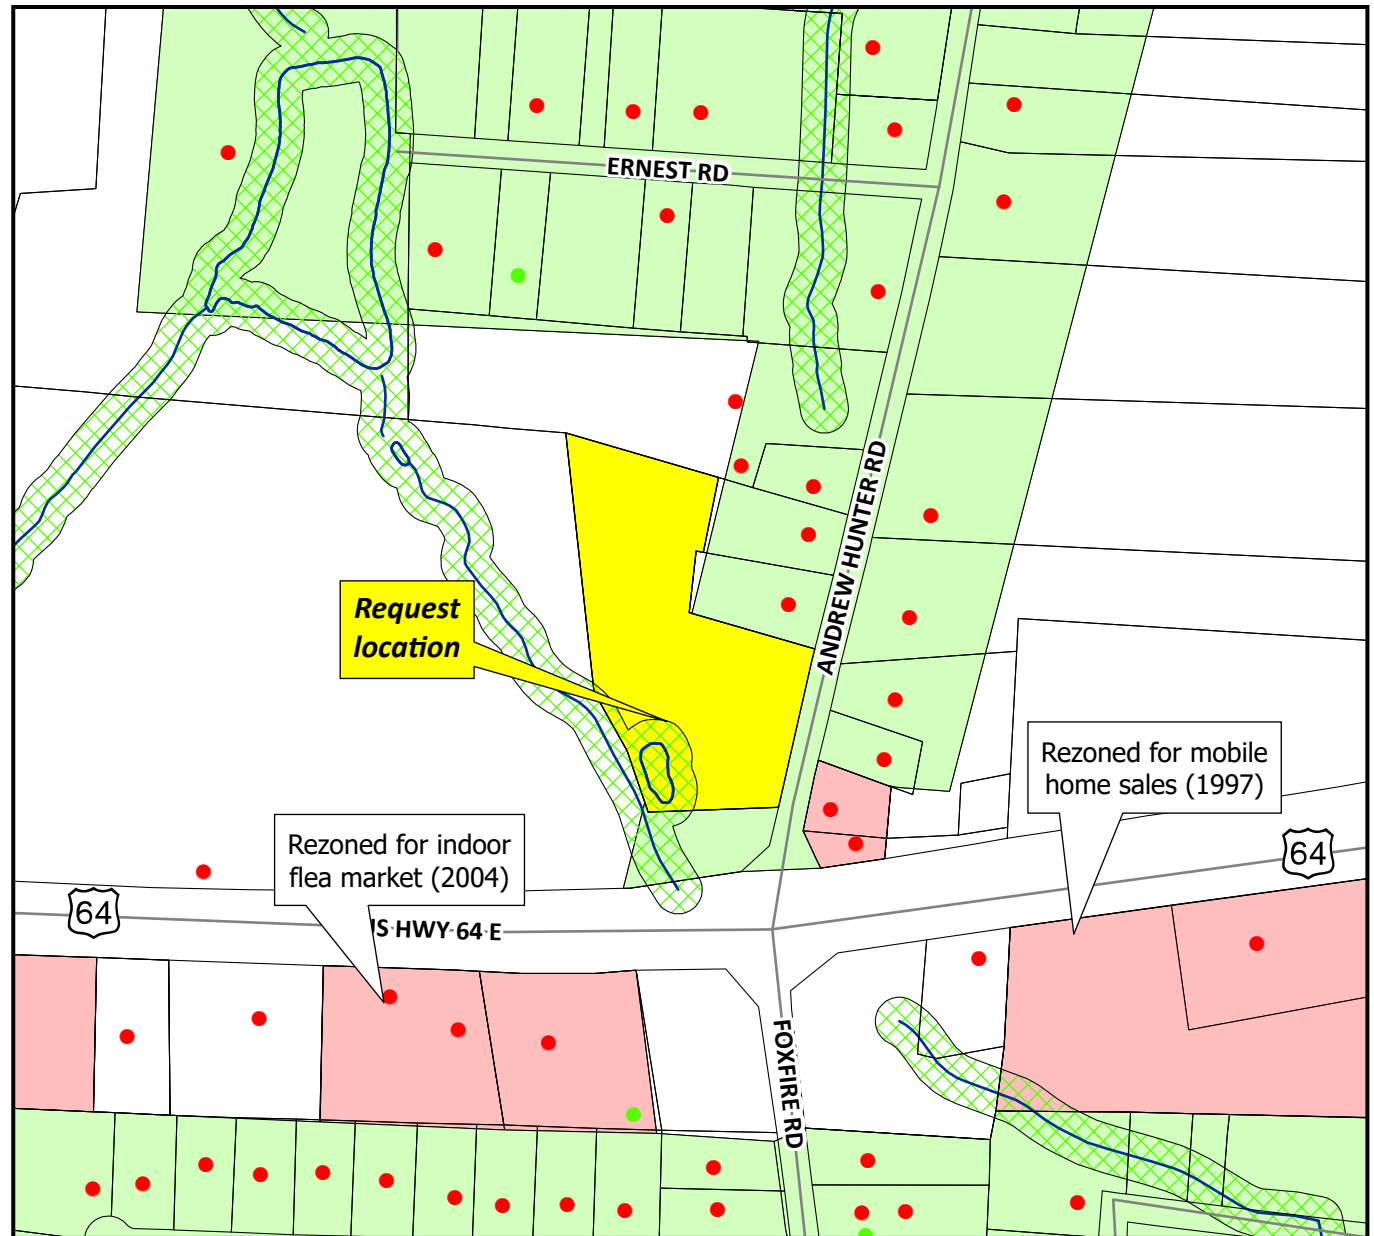 ERNEST RD
ANDREW HUNTER RD
Request
location
Rezoned for mobile
home sales (1997)
Rezoned for indoor
flea market (2004)
64
64
HWY 64 E
FOXFIRE RD